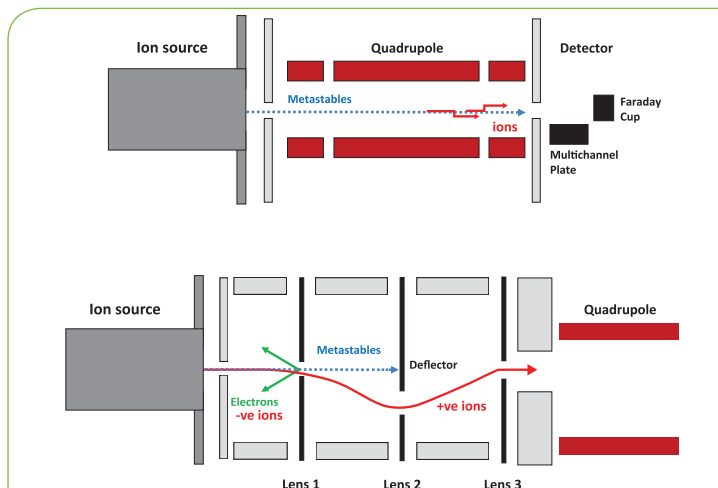 Ion source
Quadrupole
Detector
Metastables
ions
Faraday
Cup
Multichannel
Plate
Ion source
Quadrupole
Metastables
Deflector
Electrons
-ve ions
+ve ions
Lens 1
Lens 2
Lens 3